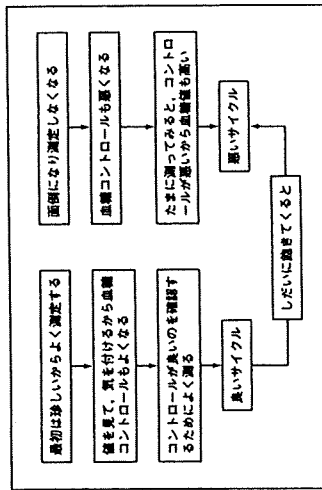 最初は珍しいからよく測定する
値を見て，気を付けるから血糖
コントロールもよくなる
コントロールが良いのを確認す
るためによく測る
良いサイクル
しだいに飽きてくると
面倒になり測定しなくなる
血糖コントロールも悪くなる
たまに測ってみると，コントロ
ールが悪いから血糖値も高い
悪いサイクル